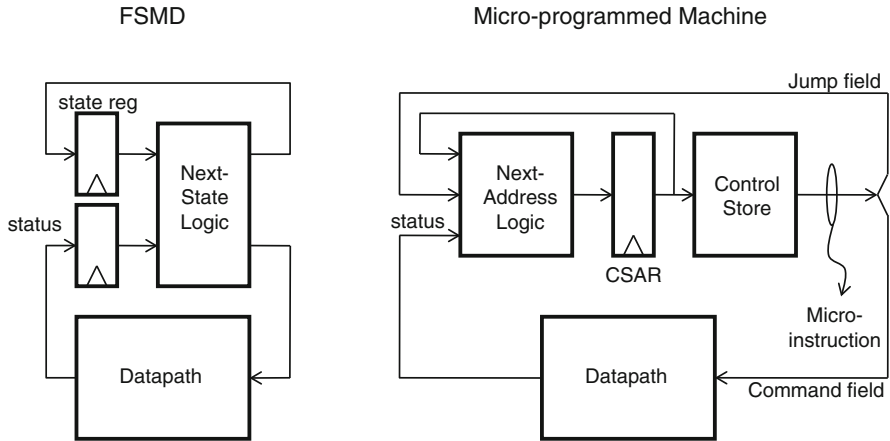 FSMD
Micro-programmed Machine
state reg
Next-
State
Logic
status
Datapath
Jump field
Next-
Address
Logic
Control
Store
status
CSAR
Micro-
instruction
Datapath
Command field